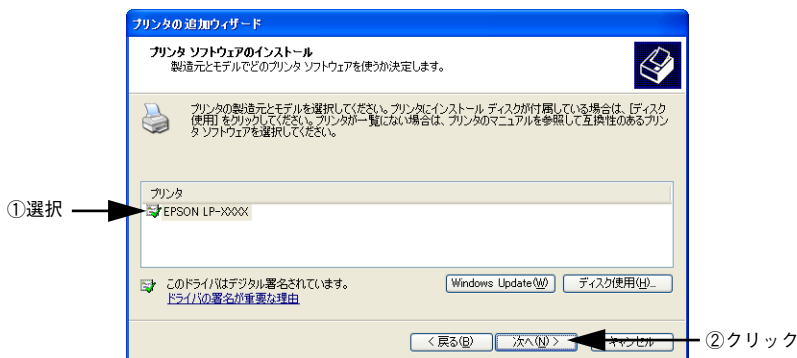 プリンタの追加ウィザード
プリンタ ソフトウェアのインストール
製造元とモデルでどのプリンタ ソフトウェアを使うか決定します。
プリンタの製造元とモデルを選択してください。プリンタにインストール ディスクが付属している場合は、[ディスク
使用] をクリックしてください。プリンタが一覧にない場合は、プリンタのマニュアルを参照して互換性のあるプリン
タ ソフトウェアを選択してください。
プリンタ
①選択
EPSON LP-XXXX
このドライバはデジタル署名されています。
ドライバの署名が重要な理由
Windows Update(W)
ディスク使用(H)...
< 戻る(B)
次へ(N) >
キャンセル
②クリック